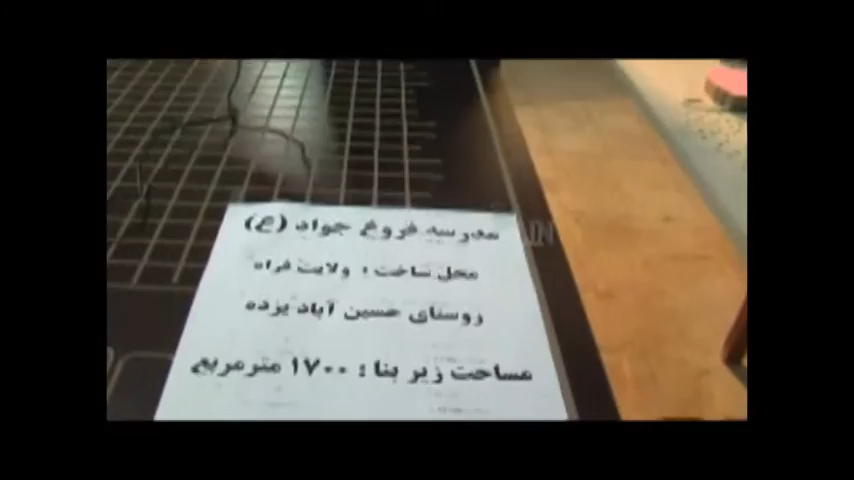 مدرسه فروغ جواد (ع)
محل ساخت : ولایت فراه
روستای حسین آباد یزده
مساحت زیر بنا : ۱۷۰۰ مترمربع